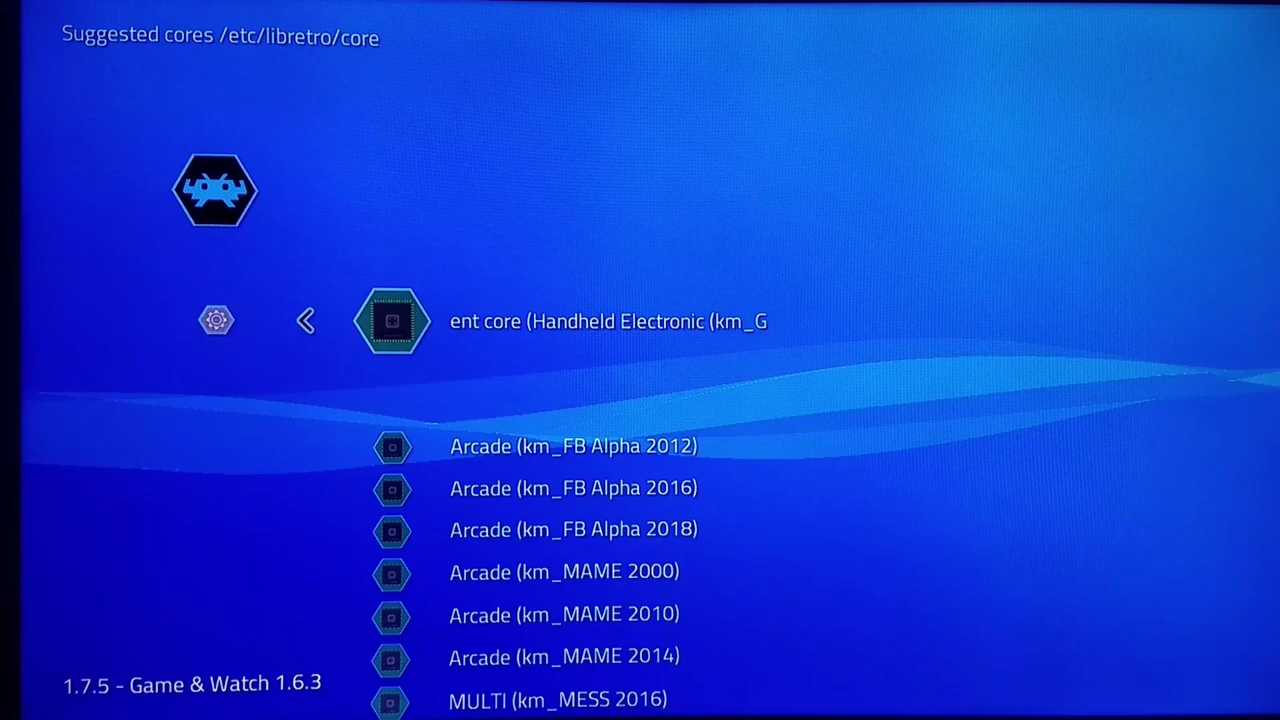 Suggested cores /etc/libretro/core
ent core (Handheld Electronic (km_G
Arcade (km_FB Alpha 2012)
Arcade (km_FB Alpha 2016)
Arcade (km_FB Alpha 2018)
Arcade (km_MAME 2000)
Arcade (km_MAME 2010)
Arcade (km_MAME 2014)
MULTI (km_MESS 2016)
1.7.5 - Game & Watch 1.6.3